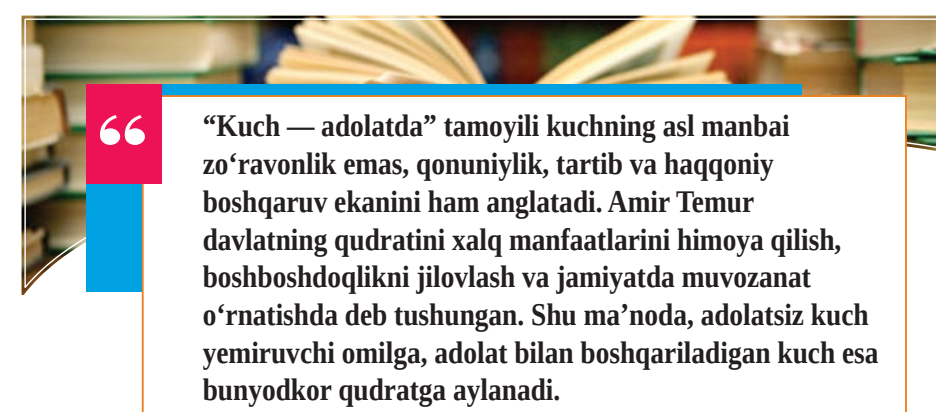 “Kuch — adolatda” tamoyili kuchning asl manbai
zo‘ravonlik emas, qonuniylik, tartib va haqqoniy
boshqaruv ekanini ham anglatadi. Amir Temur
davlatning qudratini xalq manfaatlarini himoya qilish,
boshboshdoqlikni jilovlash va jamiyatda muvozanat
o‘rnatishda deb tushungan. Shu ma’noda, adolatsiz kuch
yemiruvchi omilga, adolat bilan boshqariladigan kuch esa
bunyodkor qudratga aylanadi.